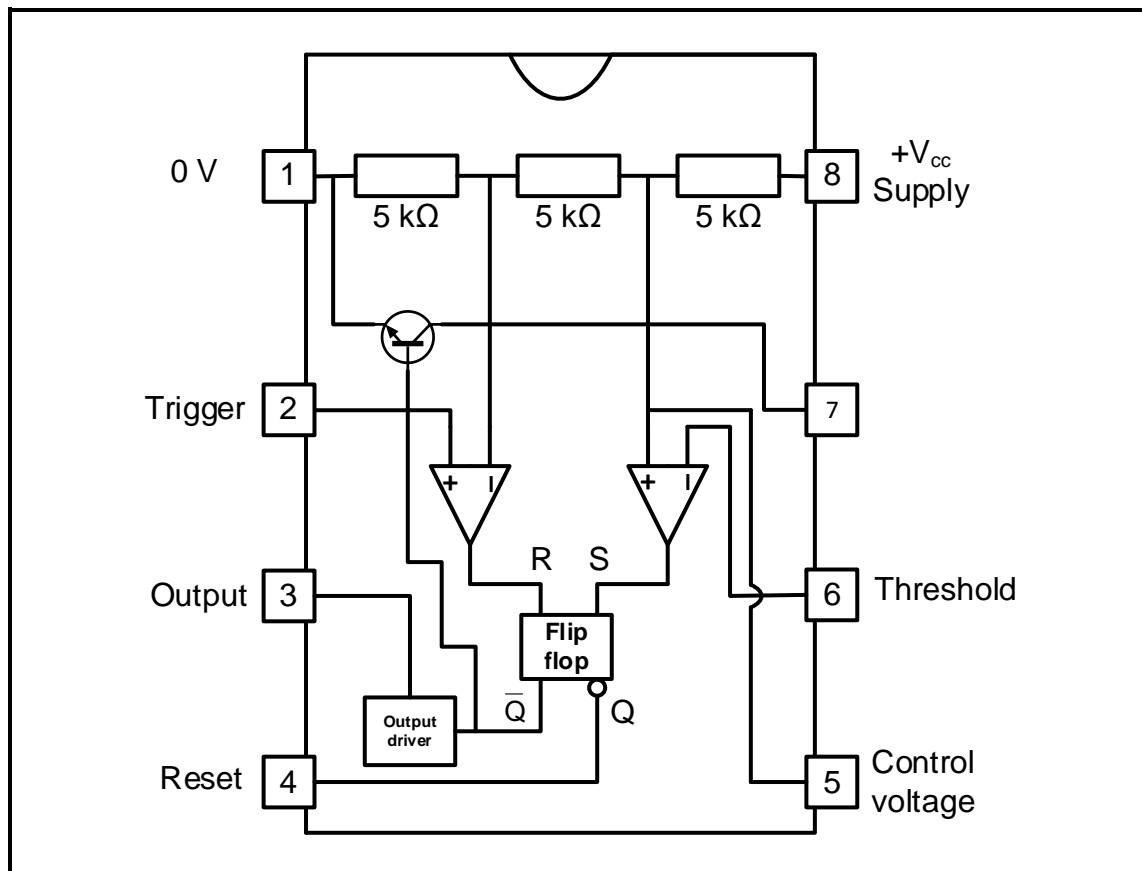 0 V
1
8
+Vcc
Supply
5 kΩ
5 kΩ
5 kΩ
Trigger
2
7
+
–
+
–
R
S
Output
3
6
Threshold
Flip
flop
Q̅
Q
Output
driver
Reset
4
5
Control
voltage